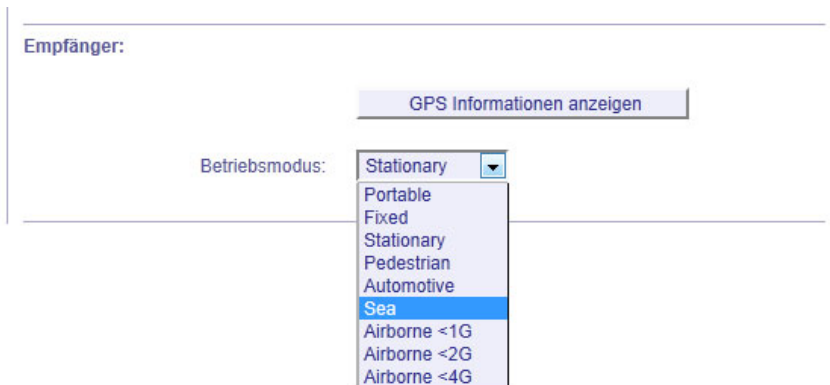 Empfänger:
GPS Informationen anzeigen
Betriebsmodus: Stationary
Portable
Fixed
Stationary
Pedestrian
Automotive
Sea
Airborne <1G
Airborne <2G
Airborne <4G